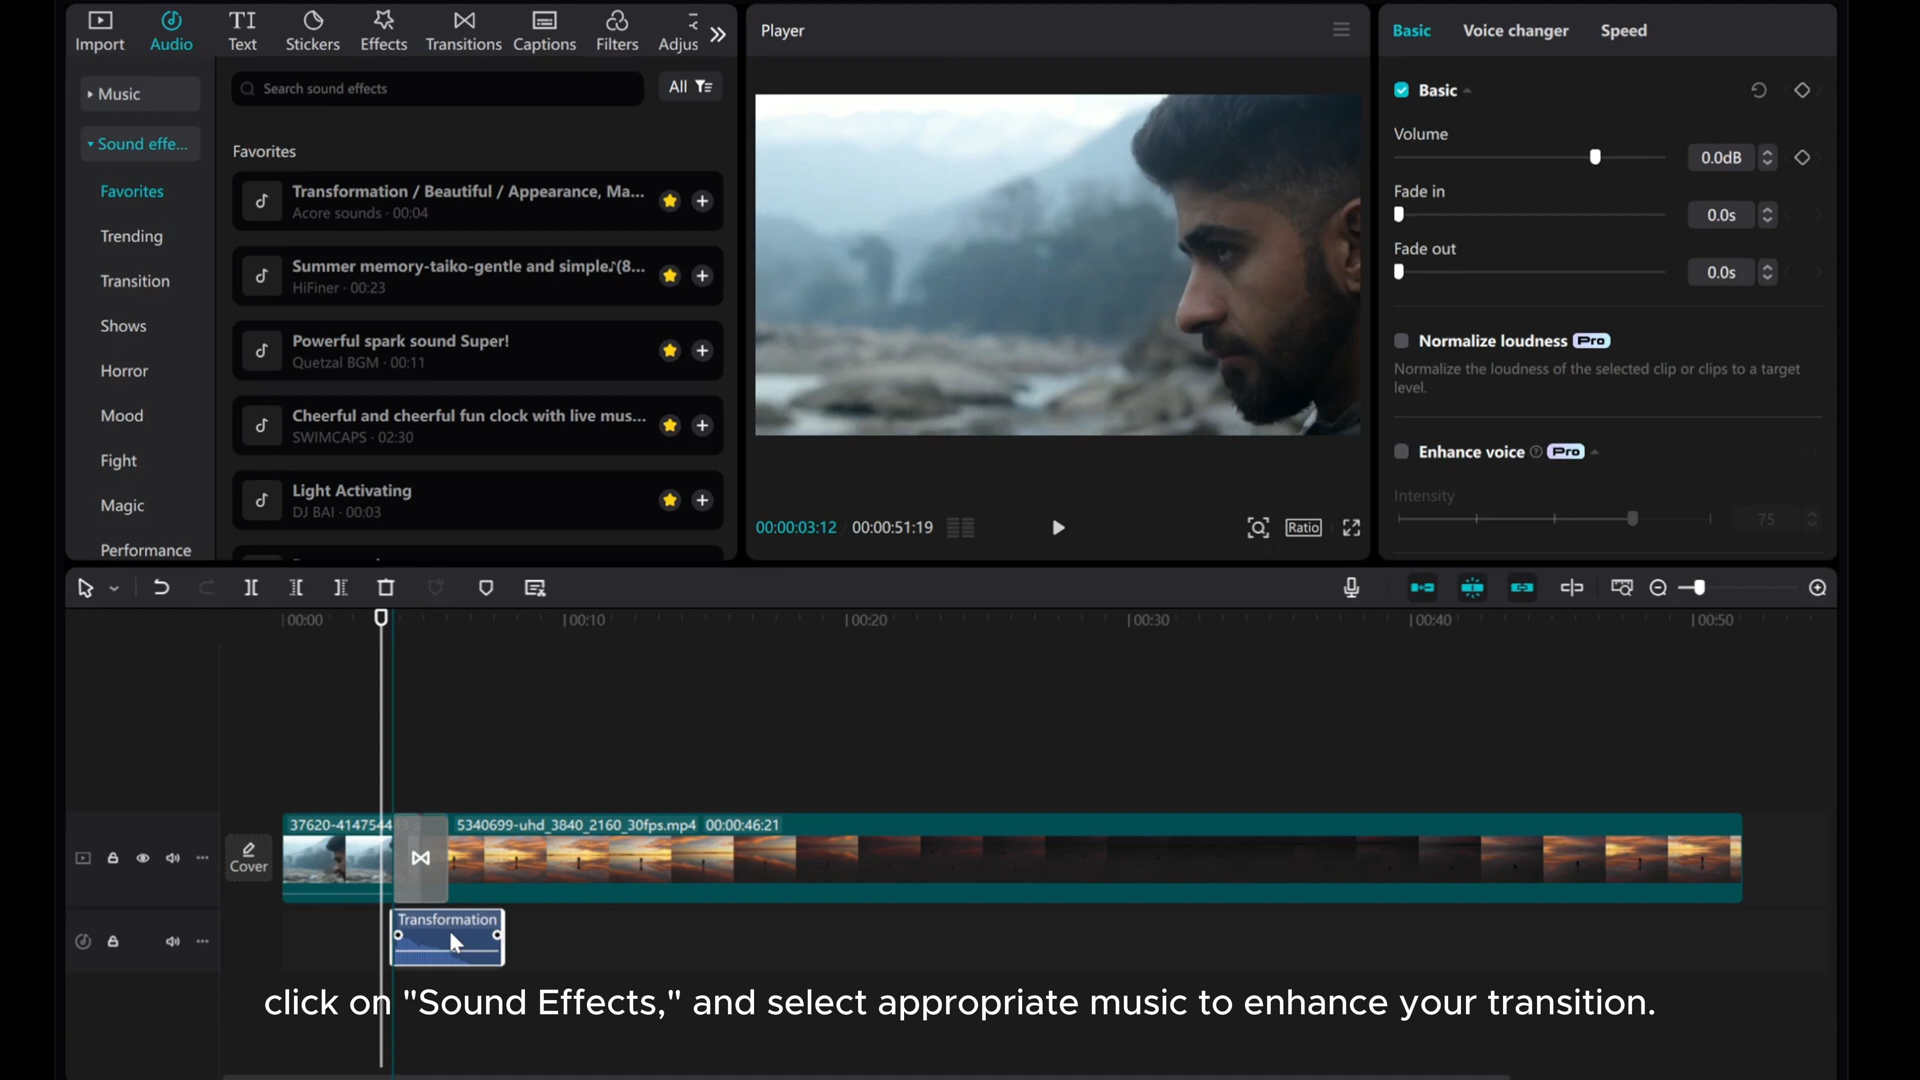 Import
Audio
Text
Stickers
Effects
Transitions
Captions
Filters
Adjus
Player
Basic
Voice changer
Speed
Music
Sound effe...
Favorites
Trending
Transition
Shows
Horror
Mood
Fight
Magic
Performance
Search sound effects
All
Favorites
Transformation / Beautiful / Appearance, Ma...
Acore sounds · 00:04
Summer memory-taiko-gentle and simple♪(8...
HiFiner · 00:23
Powerful spark sound Super!
Quetzal BGM · 00:11
Cheerful and cheerful fun clock with live mus...
SWIMCAPS · 02:30
Light Activating
DJ BAI · 00:03
00:00:03:12
00:00:51:19
Ratio
Basic
Volume
0.0dB
Fade in
0.0s
Fade out
0.0s
Normalize loudness Pro
Normalize the loudness of the selected clip or clips to a target
level.
Enhance voice Pro
Intensity
75
00:00
00:10
00:20
00:30
00:40
00:50
Cover
37620-4147544
5340699-uhd_3840_2160_30fps.mp4 00:00:46:21
Transformation
click on "Sound Effects," and select appropriate music to enhance your transition.